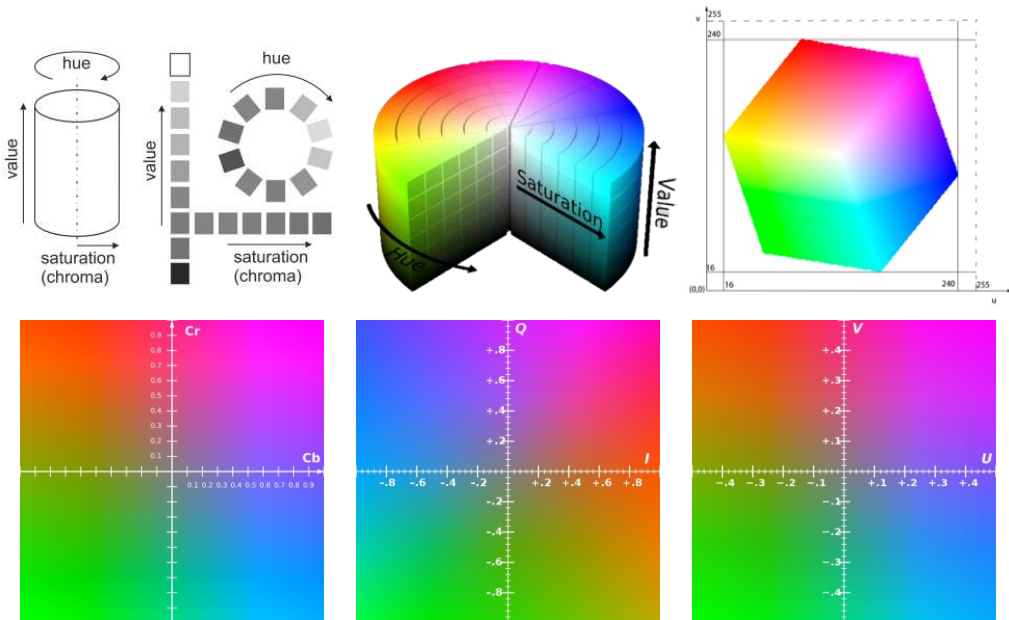 hue
value
saturation
(chroma)
value
hue
saturation
(chroma)
Saturation
Value
Hue
v
255
240
16
(0,0)
16
240
255
u
Cr
0.9
0.8
0.7
0.6
0.5
0.4
0.3
0.2
0.1
Cb
0.1 0.2 0.3 0.4 0.5 0.6 0.7 0.8 0.9
Q
+.8
+.6
+.4
+.2
I
-.8 -.6 -.4 -.2 +.2 +.4 +.6 +.8
-.2
-.4
-.6
-.8
V
+.4
+.3
+.2
+.1
U
-.4 -.3 -.2 -.1 +.1 +.2 +.3 +.4
-.1
-.2
-.3
-.4